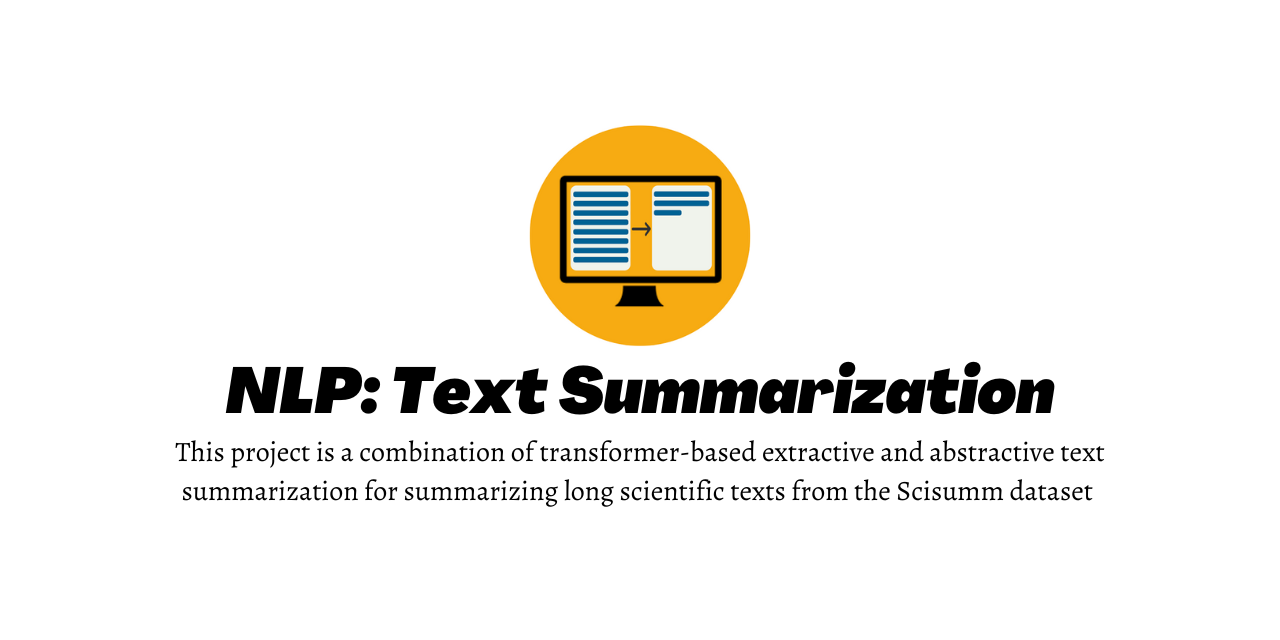 NLP: Text Summarization
This project is a combination of transformer-based extractive and abstractive text
summarization for summarizing long scientific texts from the Scisumm dataset